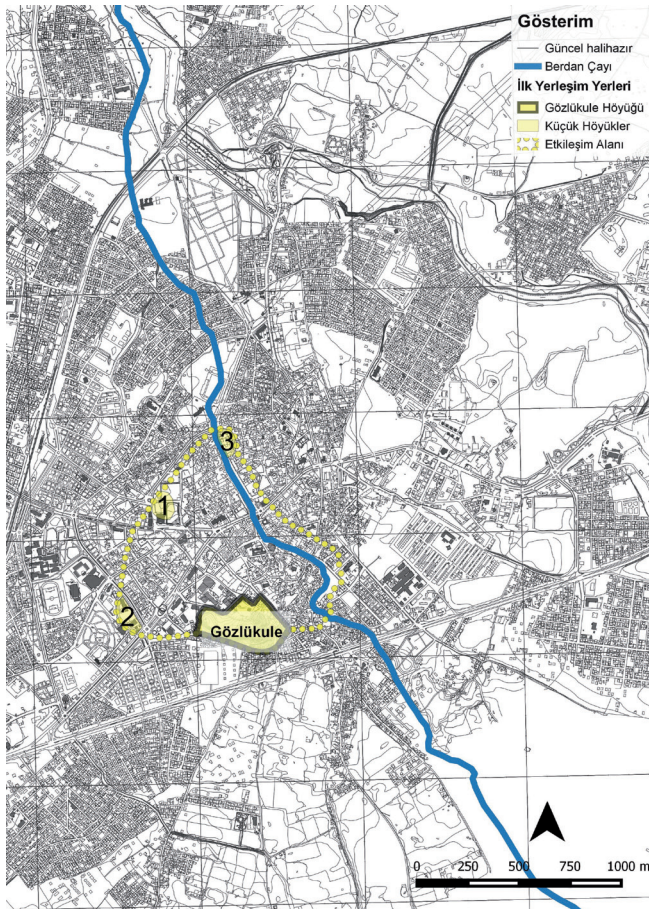 Gösterim
Güncel halihazır
Berdan Çayı
İlk Yerleşim Yerleri
Gözlükule Höyüğü
Küçük Höyükler
Etkileşim Alanı
3
1
2
Gözlükule
0 250 500 750 1000 m